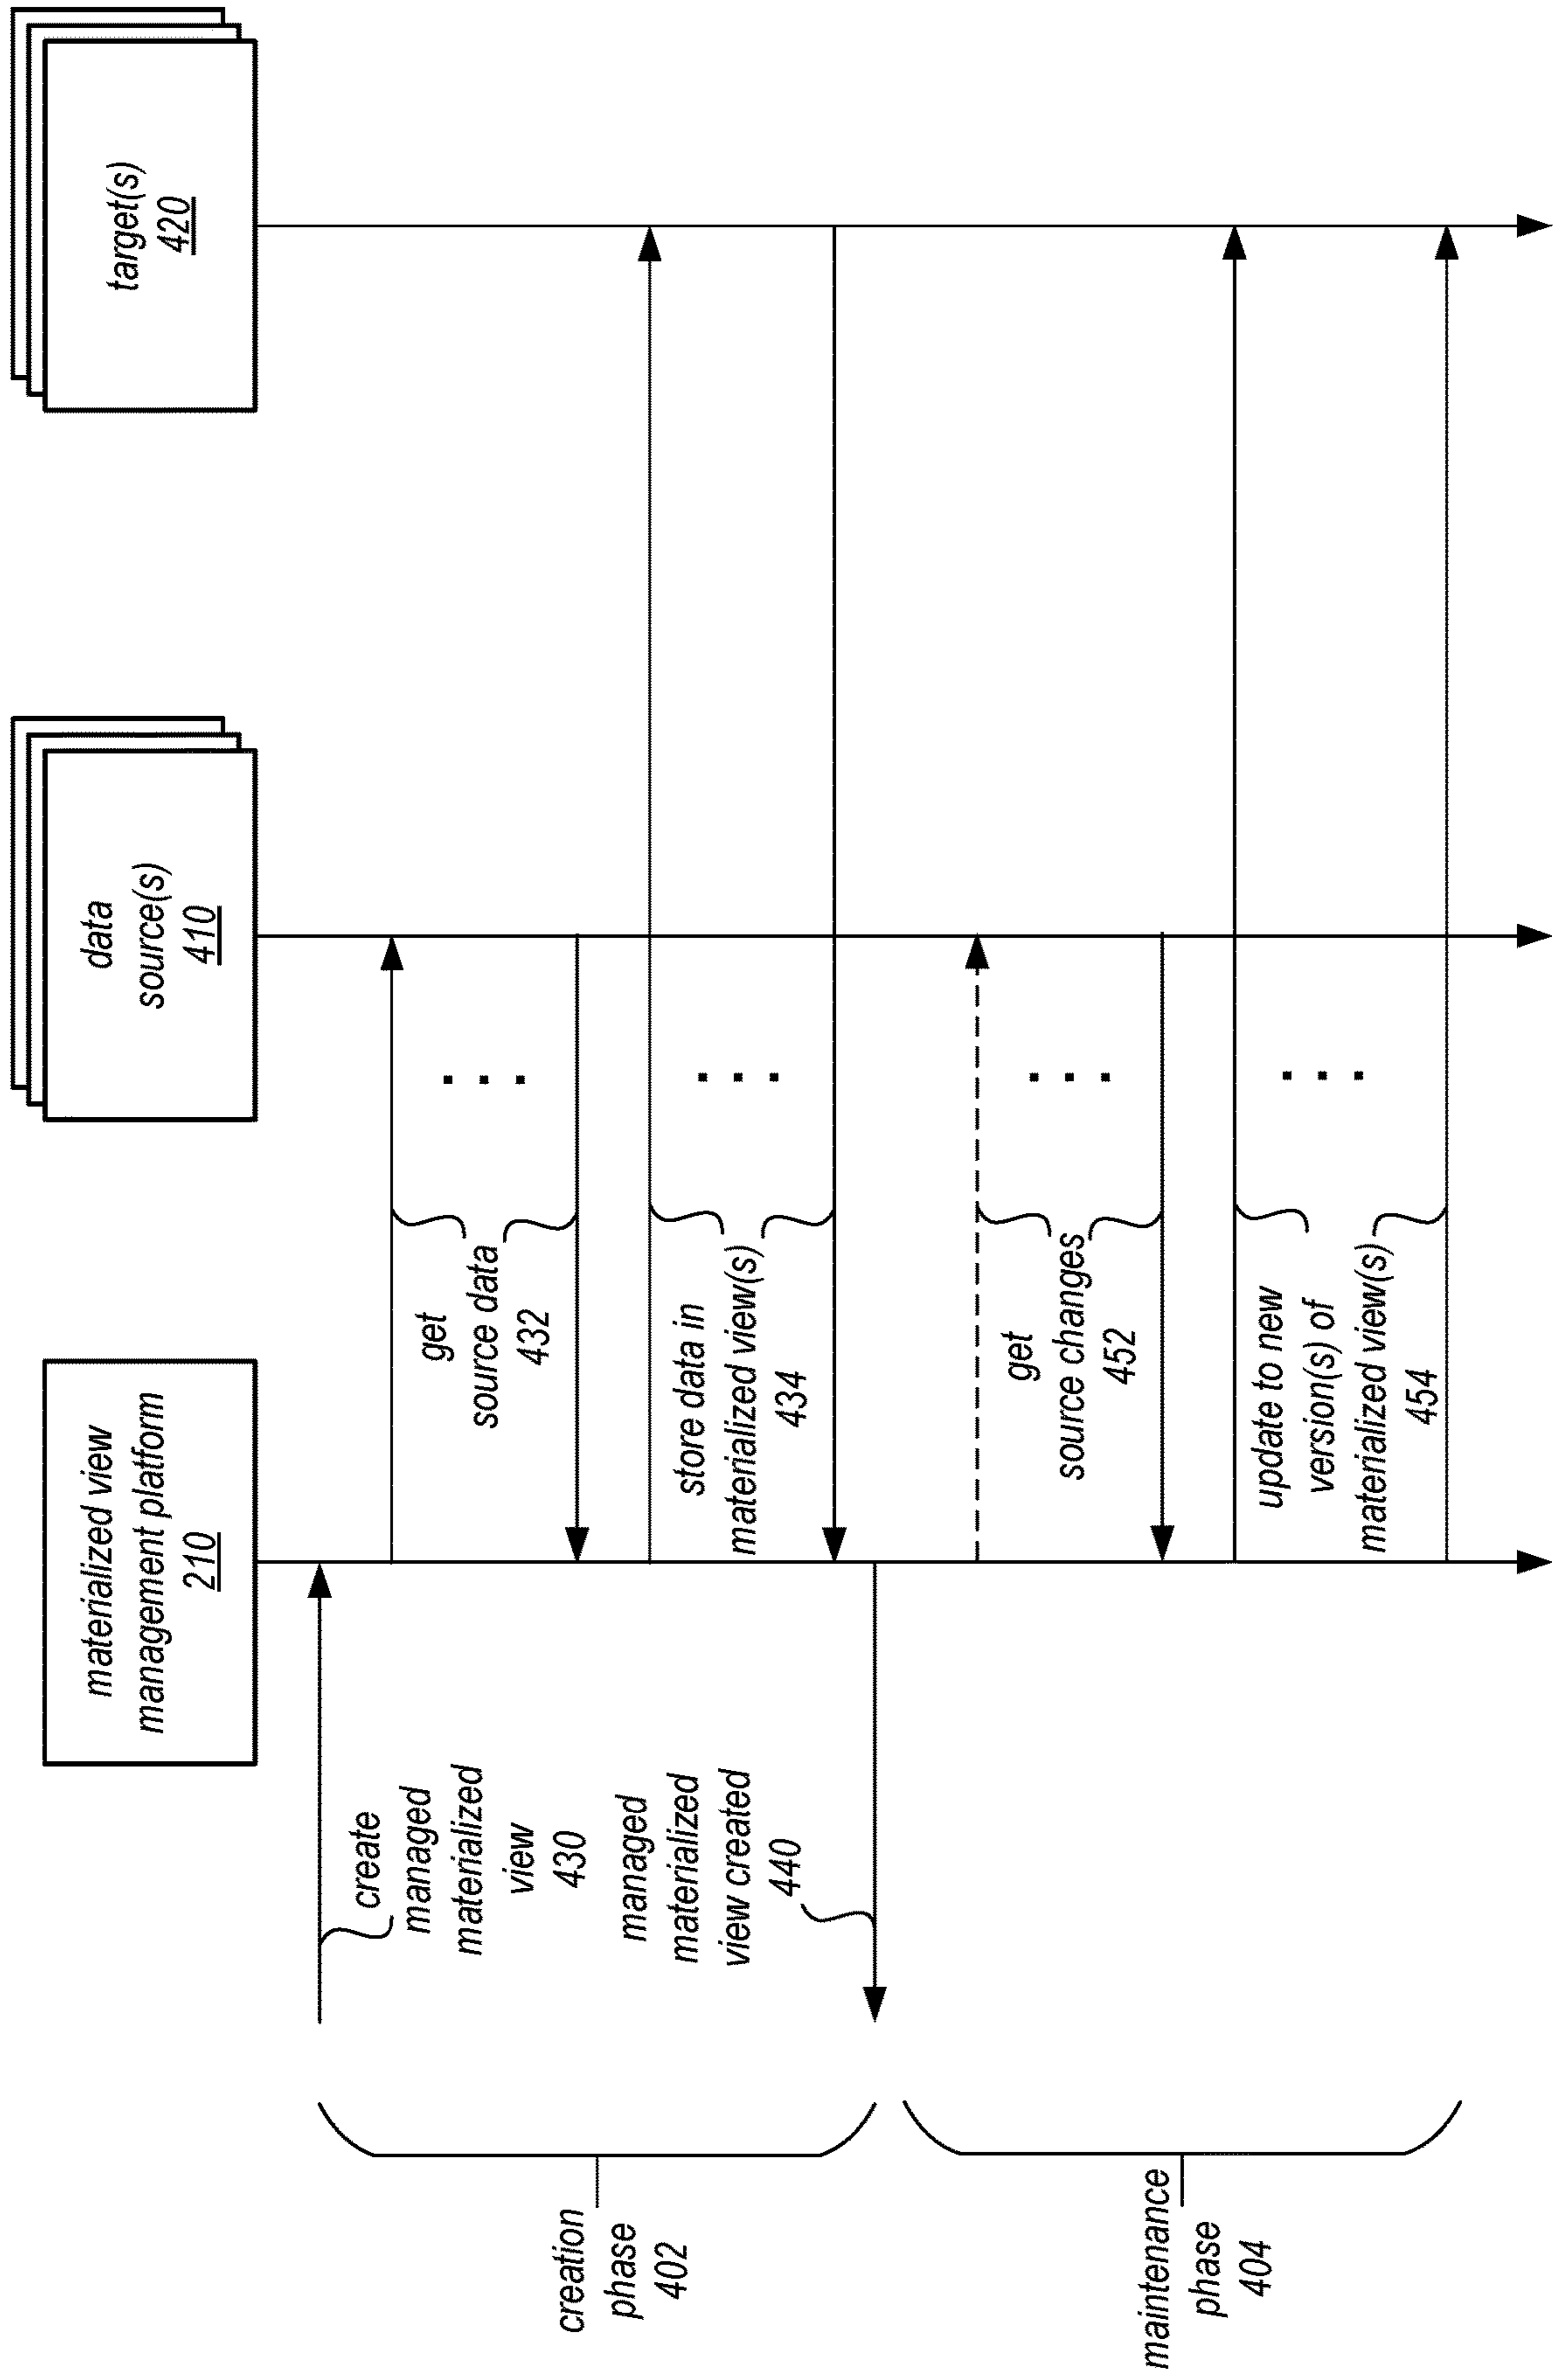 materialized view
management platform
210
data
source(s)
410
target(s)
420
creation
phase
402
create
managed
materialized
view
430
get
source data
432
store data in
materialized view(s)
434
managed
materialized
view created
440
maintenance
phase
404
get
source changes
452
update to new
version(s) of
materialized view(s)
454